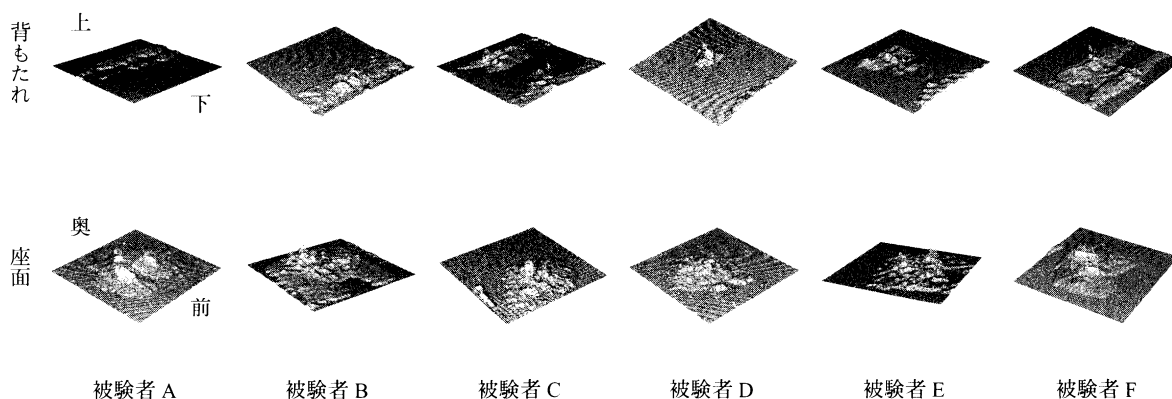 背もたれ
上
下
座面
奥
前
被験者 A
被験者 B
被験者 C
被験者 D
被験者 E
被験者 F